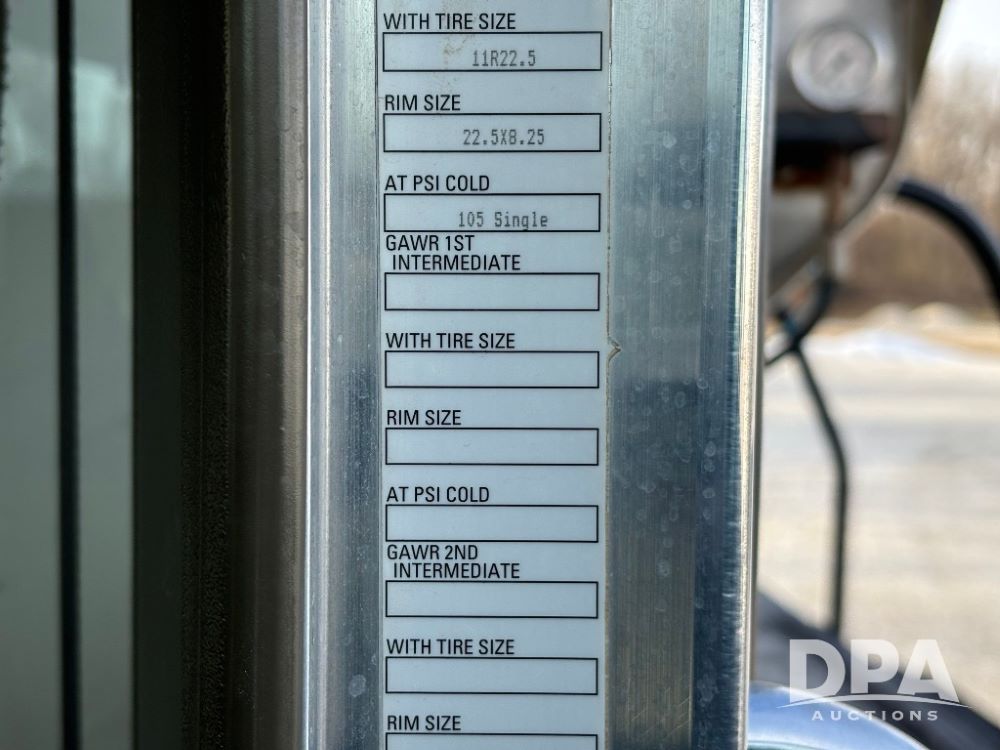 WITH TIRE SIZE
11R22.5
RIM SIZE
22.5X8.25
AT PSI COLD
105 Single
GAWR 1ST
INTERMEDIATE
WITH TIRE SIZE
RIM SIZE
AT PSI COLD
GAWR 2ND
INTERMEDIATE
WITH TIRE SIZE
RIM SIZE
DPA
AUCTIONS